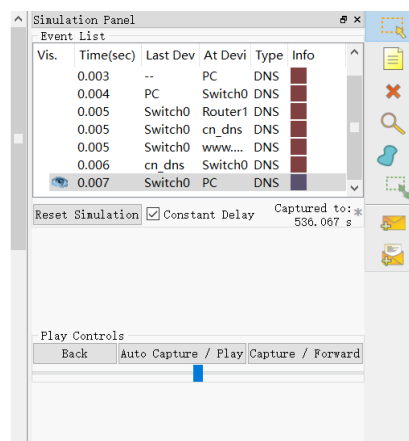 Simulation Panel
Event List
Vis. Time(sec) Last Dev At Devi Type Info
0.003 -- PC DNS
0.004 PC Switch0 DNS
0.005 Switch0 Router1 DNS
0.005 Switch0 cn_dns DNS
0.005 Switch0 www.... DNS
0.006 cn_dns Switch0 DNS
0.007 Switch0 PC DNS
Reset Simulation Constant Delay Captured to:
536.067 s
Play Controls
Back Auto Capture / Play Capture / Forward